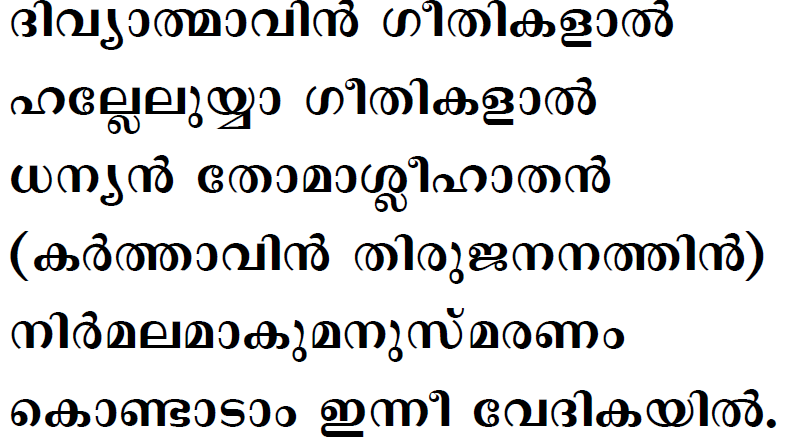 ദിവ്യാത്മാവിൻ ഗീതികളാൽ
ഹല്ലേലുയ്യാ ഗീതികളാൽ
ധന്യൻ തോമാശ്ലീഹാതൻ
(കർത്താവിൻ തിരുജനനത്തിൻ)
നിർമലമാകുമനുസ്മരണം
കൊണ്ടാടാം ഇന്നീ വേദികയിൽ.